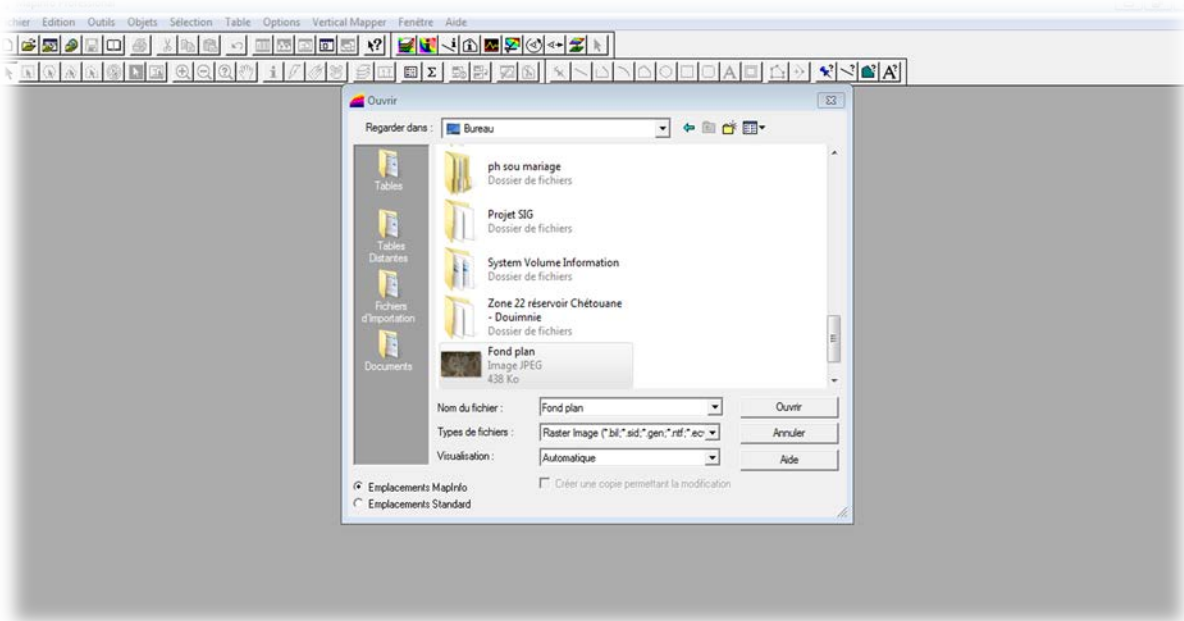 Edition Outils Objets Sélection Table Options Vertical Mapper Fenêtre Aide
Ouvrir
Regarder dans : Bureau
Tables
Tables
Distantes
Fichiers
d'Importation
Documents
ph sou mariage
Dossier de fichiers
Projet SIG
Dossier de fichiers
System Volume Information
Dossier de fichiers
Zone 22 réservoir Chétouane
- Douimnie
Dossier de fichiers
Fond plan
Image JPEG
438 Ko
Nom du fichier : Fond plan Ouvrir
Types de fichiers : Raster Image (*.bil;*.sid;*.gen;*.ntf;*.ec Annuler
Visualisation : Automatique Aide
Créer une copie permettant la modification
Emplacements MapInfo
Emplacements Standard